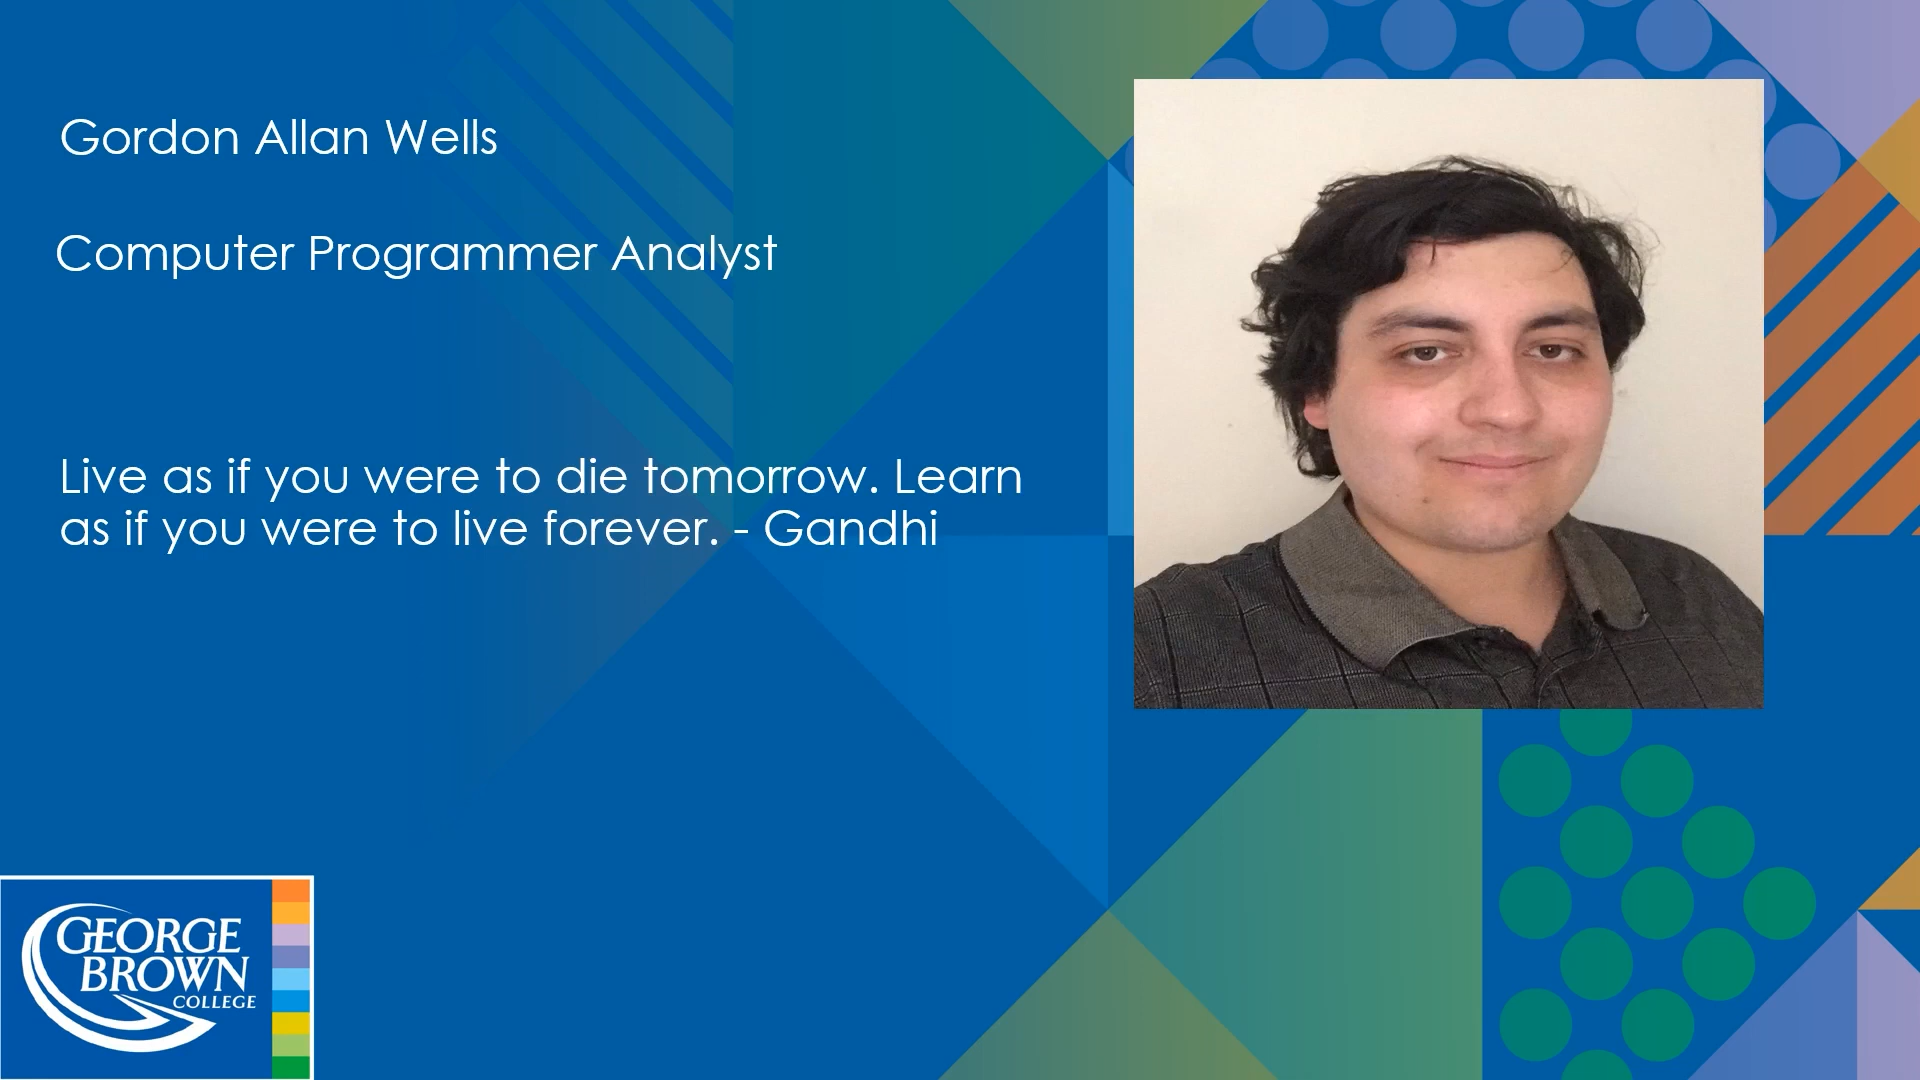 Gordon Allan Wells
Computer Programmer Analyst
Live as if you were to die tomorrow. Learn
as if you were to live forever. - Gandhi
GEORGE
BROWN
COLLEGE